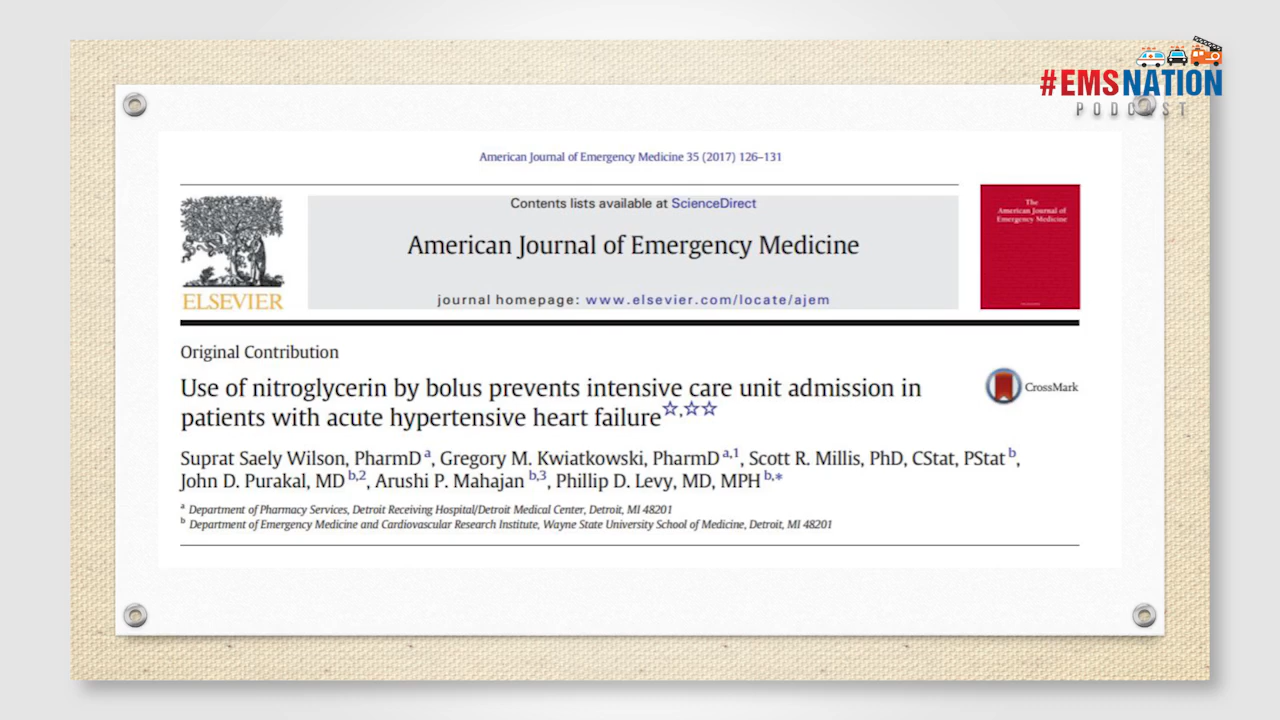 #EMSNATION
PODCAST
American Journal of Emergency Medicine 35 (2017) 126–131
ELSEVIER
Contents lists available at ScienceDirect
American Journal of Emergency Medicine
journal homepage: www.elsevier.com/locate/ajem
The
American Journal of
Emergency Medicine
Original Contribution
Use of nitroglycerin by bolus prevents intensive care unit admission in
patients with acute hypertensive heart failure☆,☆☆
CrossMark
Suprat Saely Wilson, PharmD a, Gregory M. Kwiatkowski, PharmD a,1, Scott R. Millis, PhD, CStat, PStat b,
John D. Purakal, MD b,2, Arushi P. Mahajan b,3, Phillip D. Levy, MD, MPH b,*
a Department of Pharmacy Services, Detroit Receiving Hospital/Detroit Medical Center, Detroit, MI 48201
b Department of Emergency Medicine and Cardiovascular Research Institute, Wayne State University School of Medicine, Detroit, MI 48201